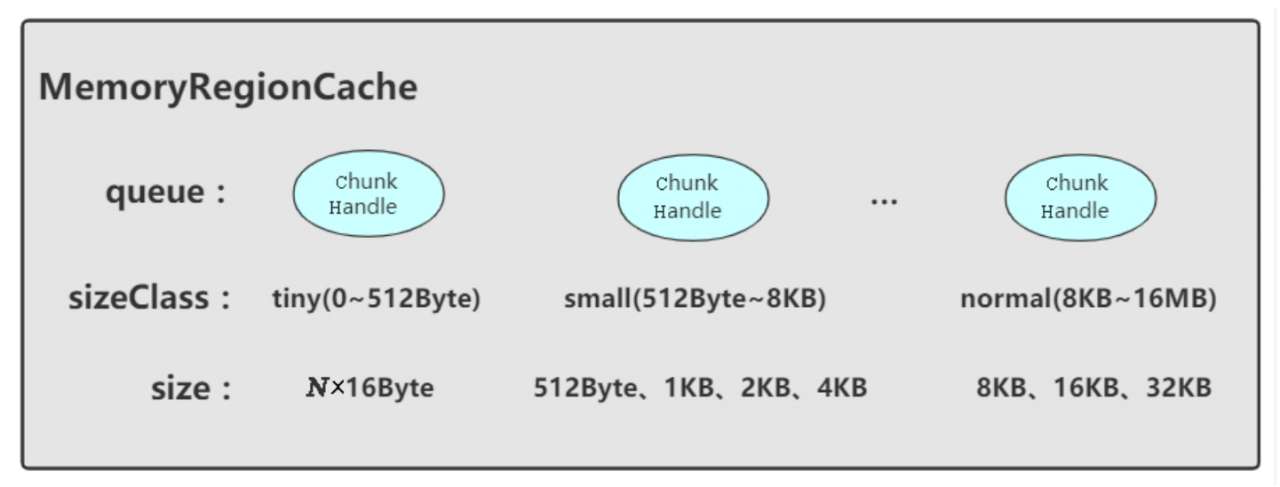 MemoryRegionCache
queue： Chunk Handle Chunk Handle ... Chunk Handle
sizeClass： tiny(0~512Byte) small(512Byte~8KB) normal(8KB~16MB)
size： N×16Byte 512Byte、1KB、2KB、4KB 8KB、16KB、32KB